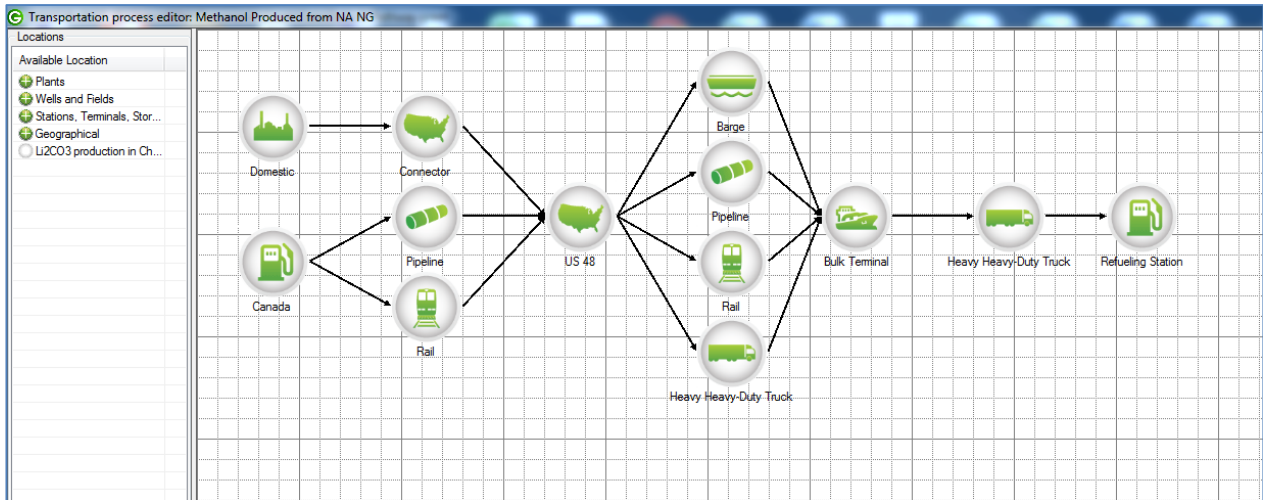 Transportation process editor: Methanol Produced from NA NG
Locations
Available Location
Plants
Wells and Fields
Stations, Terminals, Stor...
Geographical
Li2CO3 production in Ch...
Barge
Domestic
Connector
Pipeline
Pipeline
US 48
Bulk Terminal
Heavy Heavy-Duty Truck
Refueling Station
Canada
Rail
Rail
Heavy Heavy-Duty Truck